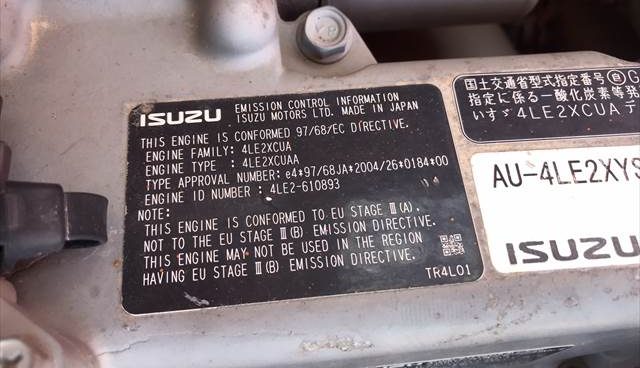 ISUZU EMISSION CONTROL INFORMATION
ISUZU MOTORS LTD. MADE IN JAPAN
THIS ENGINE IS CONFORMED 97/68/EC DIRECTIVE.
ENGINE FAMILY: 4LE2XCUA
ENGINE TYPE: 4LE2XCUAA
TYPE APPROVAL NUMBER: e4*97/68JA*2004/26*0184*00
ENGINE ID NUMBER : 4LE2-610893
NOTE:
THIS ENGINE IS CONFORMED TO EU STAGE Ⅲ(A),
NOT TO THE EU STAGE Ⅲ(B) EMISSION DIRECTIVE.
THIS ENGINE MAY NOT BE USED IN THE REGION
HAVING EU STAGE Ⅲ(B) EMISSION DIRECTIVE.
TR4L01
国土交通省型式指定番号
指定に係る一酸化炭素等発
いすゞ4LE2XCUAデ
AU-4LE2XYS
ISUZU